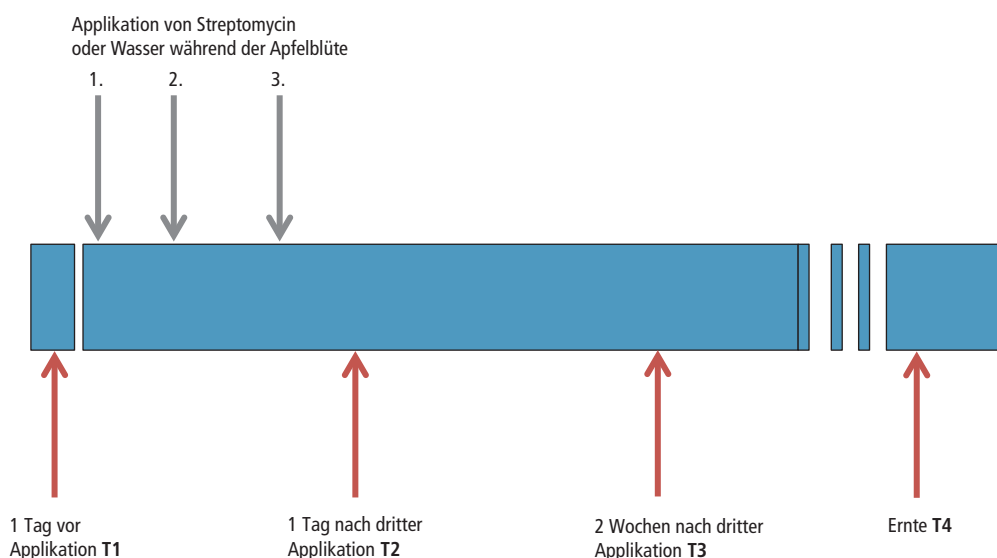 Applikation von Streptomycin
oder Wasser während der Apfelblüte
1.
2.
3.
1 Tag vor
Applikation T1
1 Tag nach dritter
Applikation T2
2 Wochen nach dritter
Applikation T3
Ernte T4